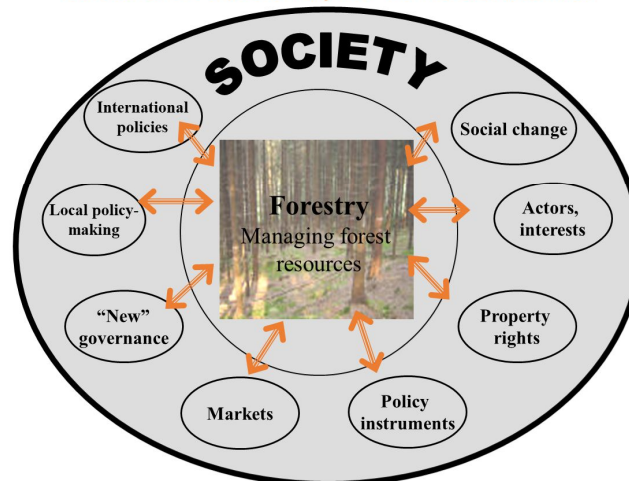 SOCIETY
International
policies
Social change
Local policy-
making
Forestry
Managing forest
resources
Actors,
interests
“New”
governance
Property
rights
Markets
Policy
instruments